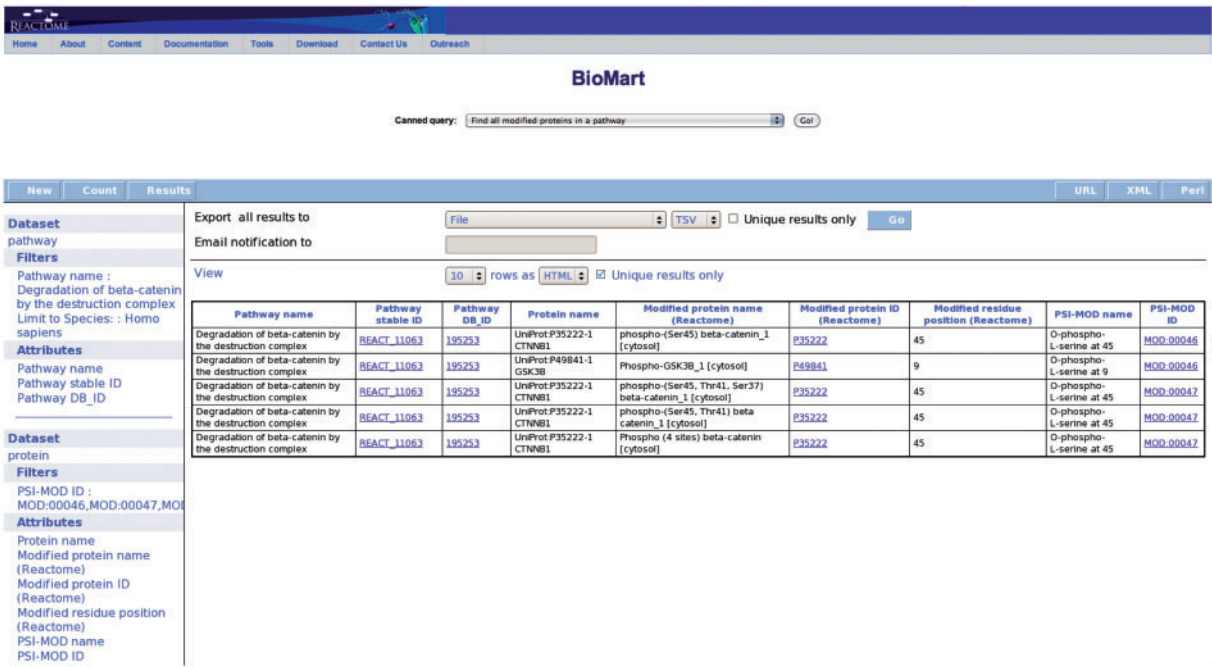 REACTOME
Home About Content Documentation Tools Download Contact Us Outreach
BioMart
Canned query: Find all modified proteins in a pathway Go!
New Count Results URL XML Perl
Dataset
pathway
Filters
Pathway name :
Degradation of beta-catenin
by the destruction complex
Limit to Species: : Homo
sapiens
Attributes
Pathway name
Pathway stable ID
Pathway DB_ID
Dataset
protein
Filters
PSI-MOD ID :
MOD:00046,MOD:00047,MOD
Attributes
Protein name
Modified protein name
(Reactome)
Modified protein ID
(Reactome)
Modified residue position
(Reactome)
PSI-MOD name
PSI-MOD ID
Export all results to File TSV Unique results only Go
Email notification to
View 10 rows as HTML Unique results only
Pathway name Pathway stable ID Pathway DB_ID Protein name Modified protein name (Reactome) Modified protein ID (Reactome) Modified residue position (Reactome) PSI-MOD name PSI-MOD ID
Degradation of beta-catenin by the destruction complex REACT_11063 195253 UniProt:P35222-1 CTNNB1 phospho-(Ser45) beta-catenin_1 [cytosol] P35222 45 O-phospho-L-serine at 45 MOD:00046
Degradation of beta-catenin by the destruction complex REACT_11063 195253 UniProt:P49841-1 GSK3B Phospho-GSK3B_1 [cytosol] P49841 9 O-phospho-L-serine at 9 MOD:00046
Degradation of beta-catenin by the destruction complex REACT_11063 195253 UniProt:P35222-1 CTNNB1 phospho-(Ser45, Thr41, Ser37) beta-catenin_1 [cytosol] P35222 45 O-phospho-L-serine at 45 MOD:00047
Degradation of beta-catenin by the destruction complex REACT_11063 195253 UniProt:P35222-1 CTNNB1 phospho-(Ser45, Thr41) beta catenin_1 [cytosol] P35222 45 O-phospho-L-serine at 45 MOD:00047
Degradation of beta-catenin by the destruction complex REACT_11063 195253 UniProt:P35222-1 CTNNB1 Phospho (4 sites) beta-catenin [cytosol] P35222 45 O-phospho-L-serine at 45 MOD:00047